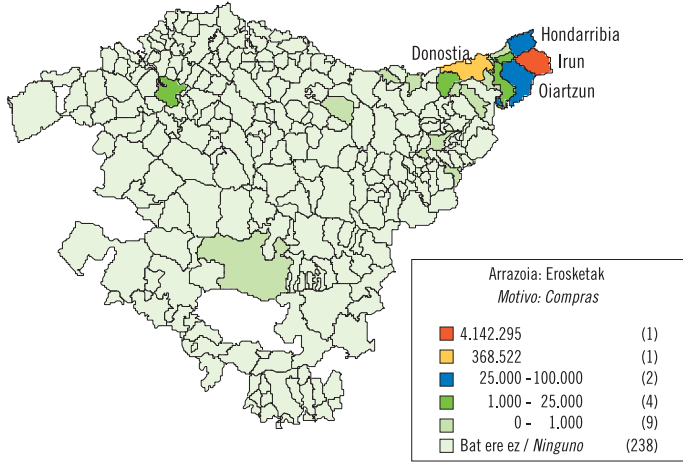 Hondarribia
Donostia
Irun
Oiartzun
Arrazoia: Erosketak
Motivo: Compras
4.142.295 (1)
368.522 (1)
25.000 - 100.000 (2)
1.000 - 25.000 (4)
0 - 1.000 (9)
Bat ere ez / Ninguno (238)